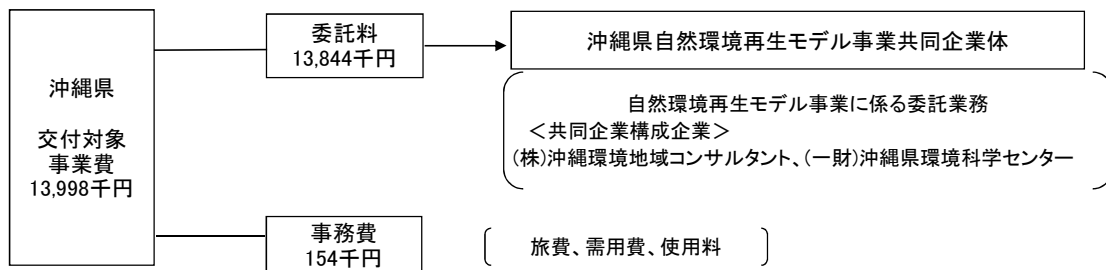 沖縄県
交付対象
事業費
13,998千円
委託料
13,844千円
沖縄県自然環境再生モデル事業共同企業体
自然環境再生モデル事業に係る委託業務
＜共同企業構成企業＞
(株)沖縄環境地域コンサルタント、(一財)沖縄県環境科学センター
事務費
154千円
旅費、需用費、使用料